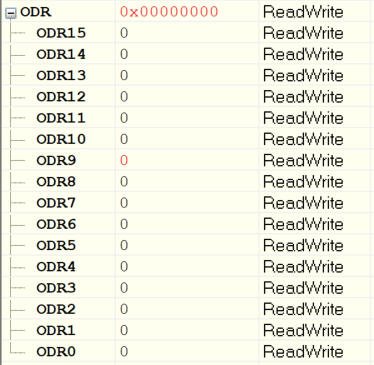 ODR 0x00000000 ReadWrite
ODR15 0 ReadWrite
ODR14 0 ReadWrite
ODR13 0 ReadWrite
ODR12 0 ReadWrite
ODR11 0 ReadWrite
ODR10 0 ReadWrite
ODR9 0 ReadWrite
ODR8 0 ReadWrite
ODR7 0 ReadWrite
ODR6 0 ReadWrite
ODR5 0 ReadWrite
ODR4 0 ReadWrite
ODR3 0 ReadWrite
ODR2 0 ReadWrite
ODR1 0 ReadWrite
ODR0 0 ReadWrite